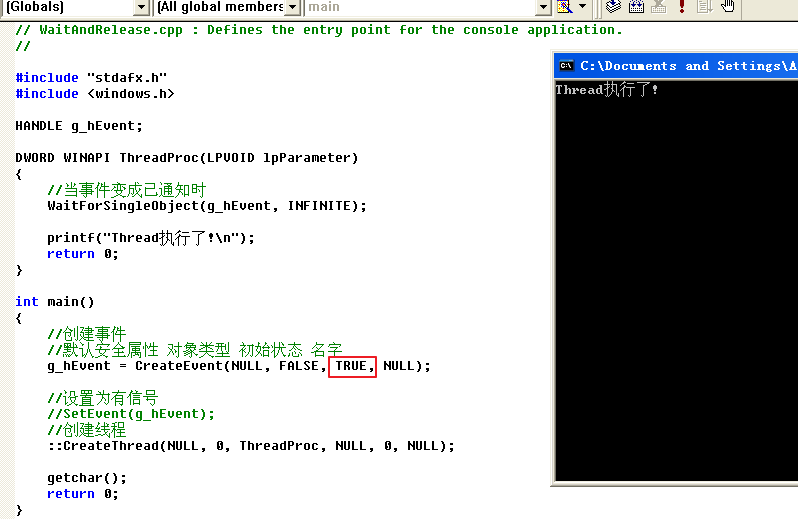 (Globals) (All global members main
// WaitAndRelease.cpp : Defines the entry point for the console application.
//
#include "stdafx.h"
#include <windows.h>
HANDLE g_hEvent;
DWORD WINAPI ThreadProc(LPVOID lpParameter)
{
//当事件变成已通知时
WaitForSingleObject(g_hEvent, INFINITE);
printf("Thread执行了!\n");
return 0;
}
int main()
{
//创建事件
//默认安全属性 对象类型 初始状态 名字
g_hEvent = CreateEvent(NULL, FALSE, TRUE, NULL);
//设置为有信号
//SetEvent(g_hEvent);
//创建线程
::CreateThread(NULL, 0, ThreadProc, NULL, 0, NULL);
getchar();
return 0;
}
C:\Documents and Settings\A
Thread执行了!